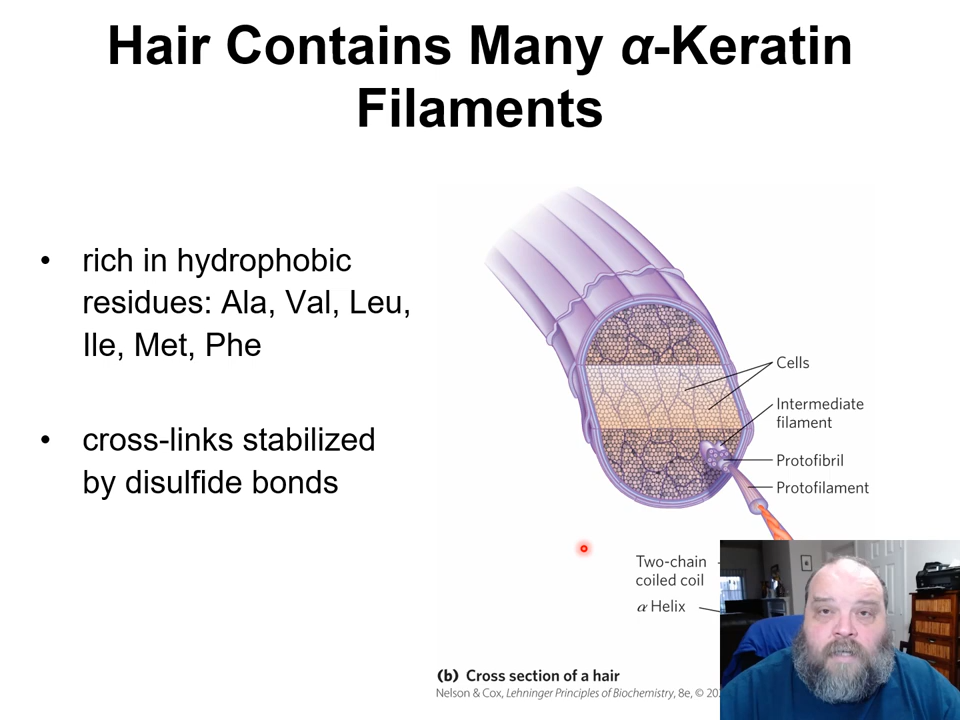 Hair Contains Many α-Keratin
Filaments
• rich in hydrophobic
residues: Ala, Val, Leu,
Ile, Met, Phe
• cross-links stabilized
by disulfide bonds
Cells
Intermediate
filament
Protofibril
Protofilament
Two-chain
coiled coil
α Helix
(b) Cross section of a hair
Nelson & Cox, Lehninger Principles of Biochemistry, 8e, ©